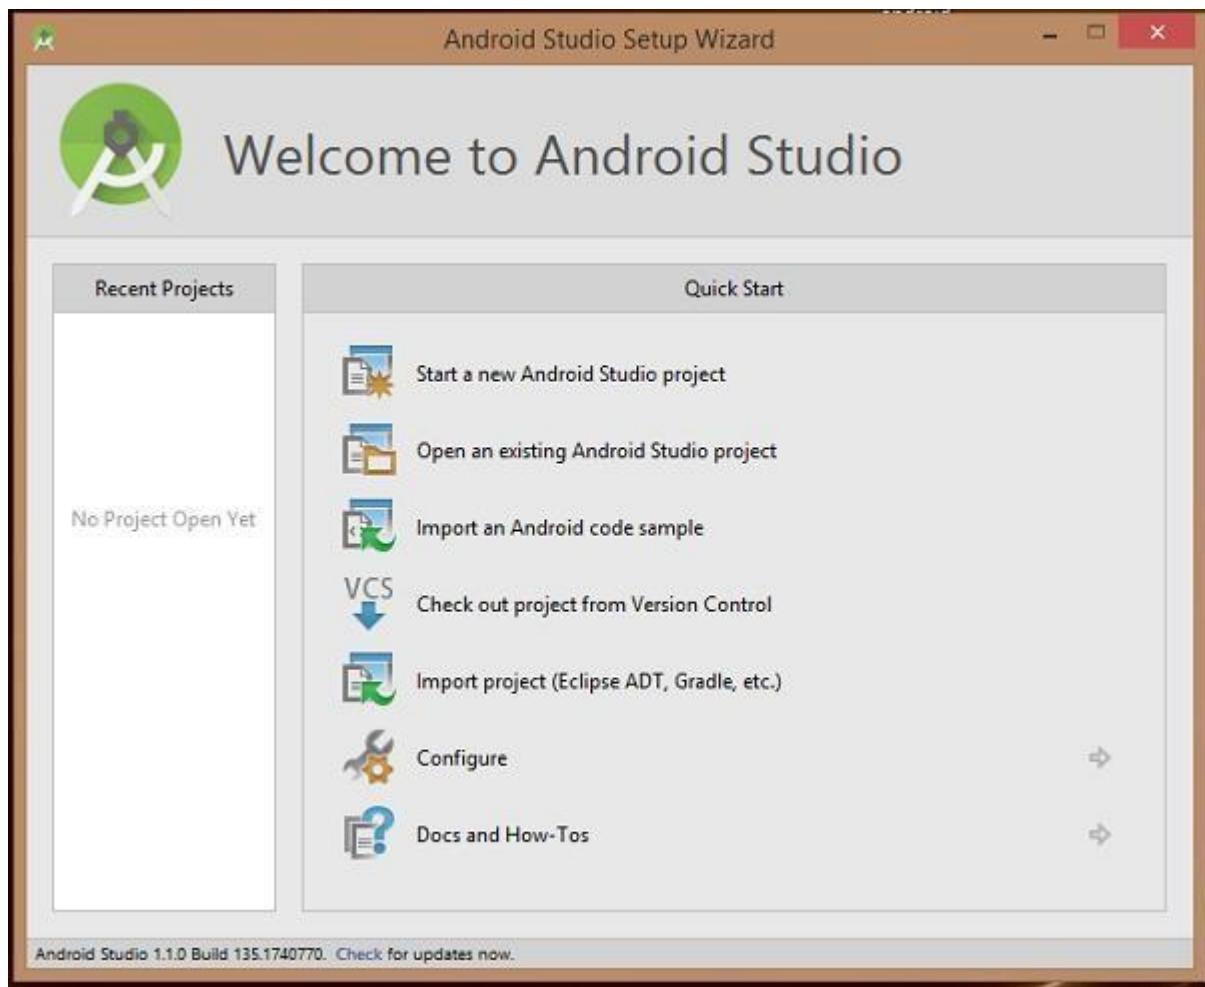 Android Studio Setup Wizard
Welcome to Android Studio
Recent Projects
No Project Open Yet
Quick Start
Start a new Android Studio project
Open an existing Android Studio project
Import an Android code sample
VCS
Check out project from Version Control
Import project (Eclipse ADT, Gradle, etc.)
Configure
Docs and How-Tos
Android Studio 1.1.0 Build 135.1740770. Check for updates now.